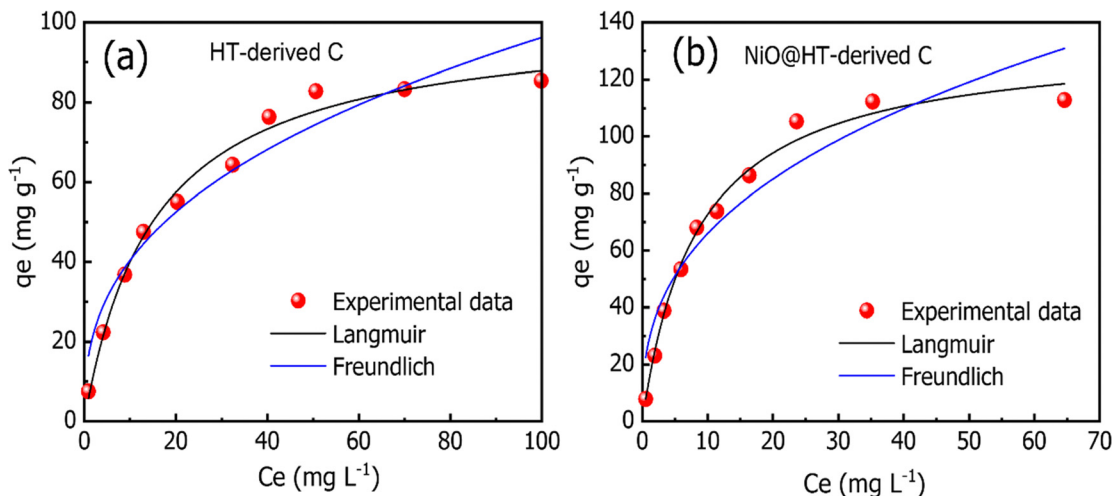 (a)
HT-derived C
qe (mg g⁻¹)
100
80
60
40
20
0
Experimental data
Langmuir
Freundlich
0 20 40 60 80 100
Ce (mg L⁻¹)
(b)
NiO@HT-derived C
qe (mg g⁻¹)
140
120
100
80
60
40
20
0
Experimental data
Langmuir
Freundlich
0 10 20 30 40 50 60 70
Ce (mg L⁻¹)